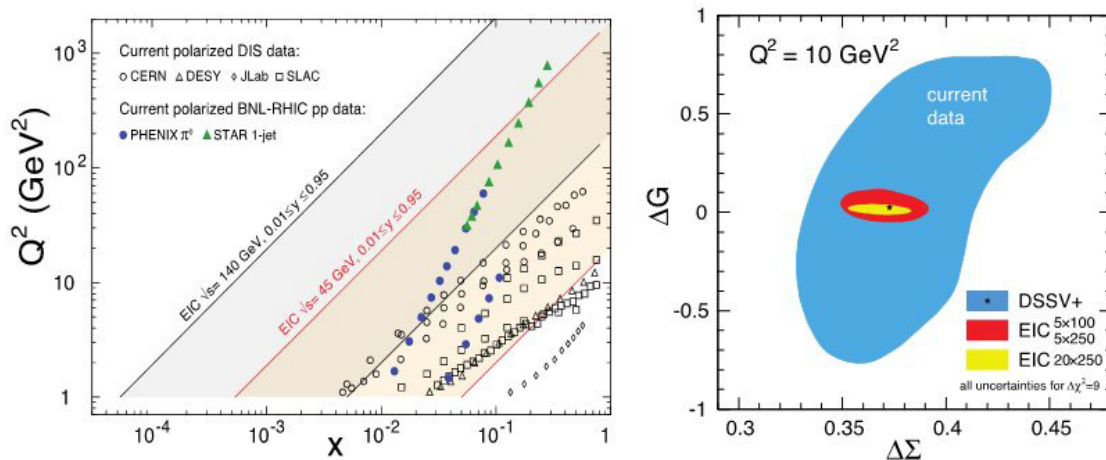 Current polarized DIS data:
○ CERN △ DESY ◊ JLab □ SLAC
Current polarized BNL-RHIC pp data:
● PHENIX π⁰ ▲ STAR 1-jet
EIC √s= 140 GeV, 0.01≤y≤0.95
EIC √s= 45 GeV, 0.01≤y≤0.95
Q² (GeV²)
10³
10²
10
1
10⁻⁴
10⁻³
10⁻²
10⁻¹
1
x
Q² = 10 GeV²
current
data
ΔG
1
0.5
0
-0.5
-1
DSSV+
EIC 5×100
5×250
EIC 20×250
all uncertainties for Δχ²=9
0.3
0.35
0.4
0.45
ΔΣ